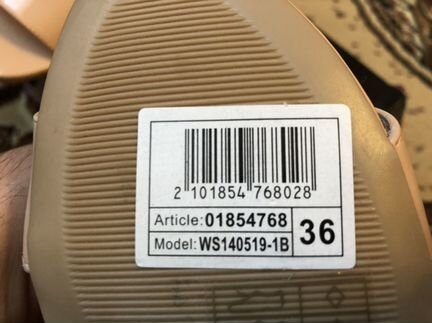 2 101854 768028
Article: 01854768
Model: WS140519-1B
36